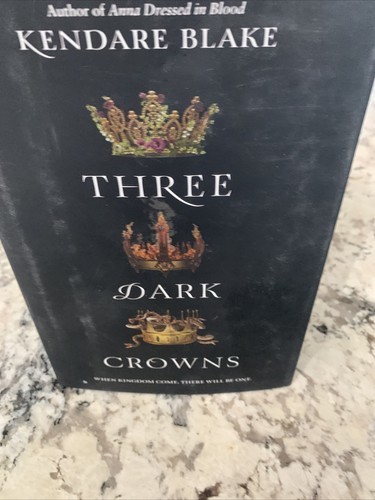 Author of Anna Dressed in Blood
KENDARE BLAKE
THREE
DARK
CROWNS
WHEN KINGDOM COME, THERE WILL BE ONE.